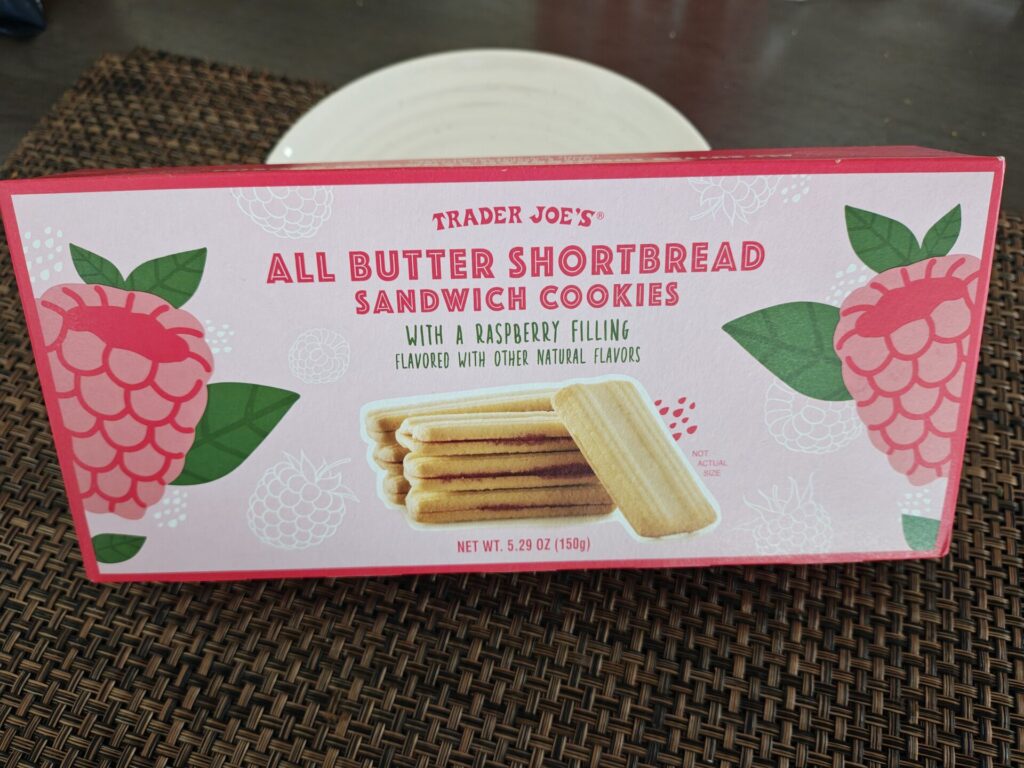 TRADER JOE'S®
ALL BUTTER SHORTBREAD
SANDWICH COOKIES
WITH A RASPBERRY FILLING
FLAVORED WITH OTHER NATURAL FLAVORS
NOT
ACTUAL
SIZE
NET WT. 5.29 OZ (150g)